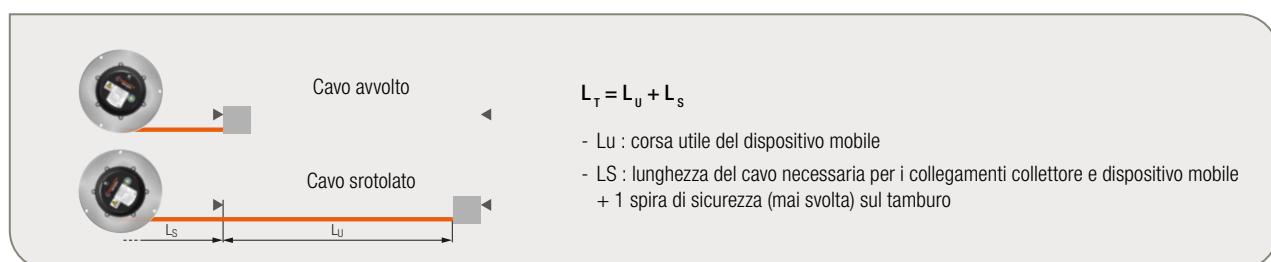 Cavo avvolto
Cavo srotolato
LS
LU
LT = LU + LS
- Lu : corsa utile del dispositivo mobile
- LS : lunghezza del cavo necessaria per i collegamenti collettore e dispositivo mobile
+ 1 spira di sicurezza (mai svolta) sul tamburo